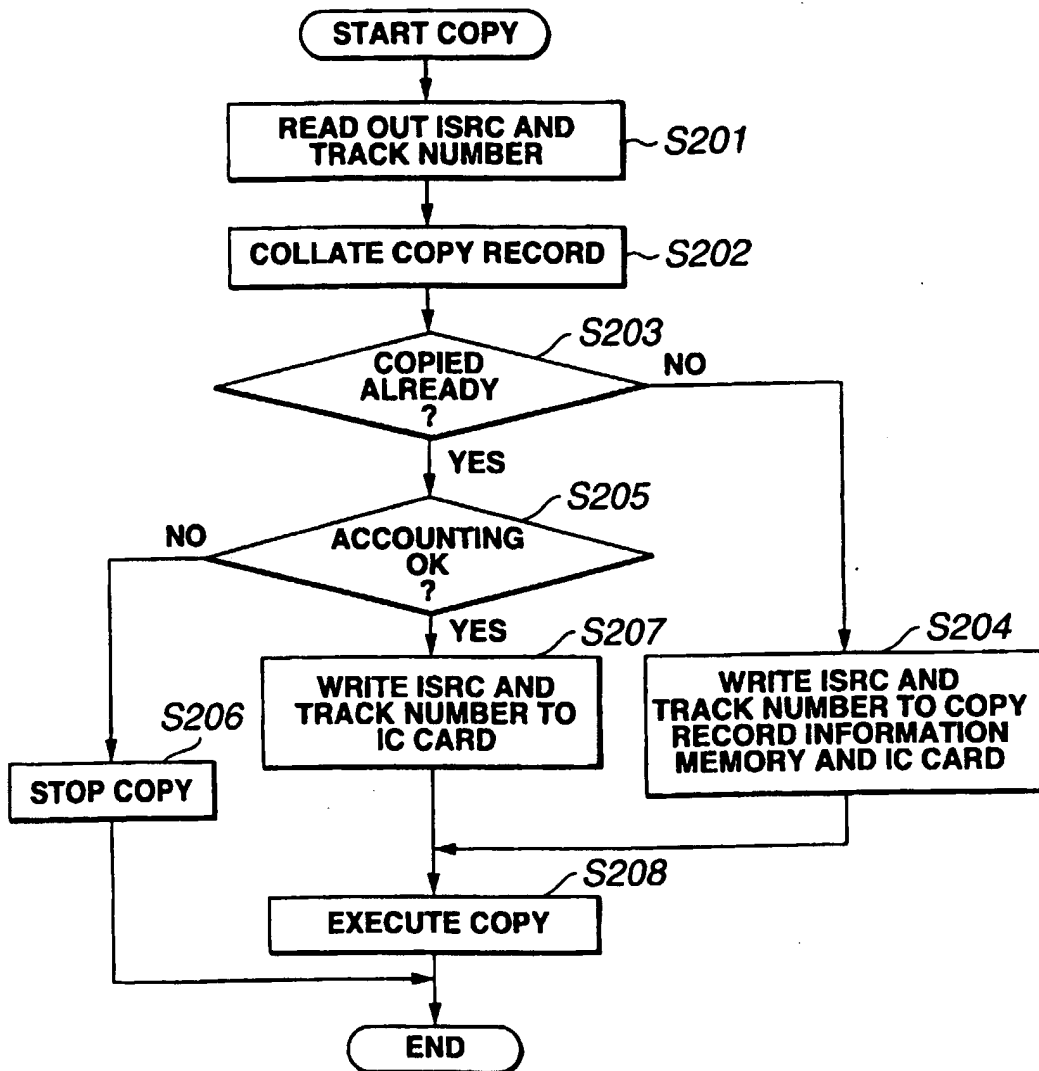 START COPY
READ OUT ISRC AND
TRACK NUMBER
S201
COLLATE COPY RECORD
S202
S203
COPIED
ALREADY
?
NO
YES
S205
NO
ACCOUNTING
OK
?
YES
S207
S204
WRITE ISRC AND
TRACK NUMBER TO
IC CARD
WRITE ISRC AND
TRACK NUMBER TO COPY
RECORD INFORMATION
MEMORY AND IC CARD
S206
STOP COPY
S208
EXECUTE COPY
END